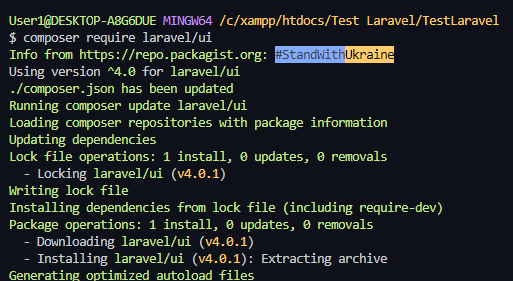 User1@DESKTOP-A8G6DUE MINGW64 /c/xampp/htdocs/Test Laravel/TestLaravel
$ composer require laravel/ui
Info from https://repo.packagist.org: #StandWithUkraine
Using version ^4.0 for laravel/ui
./composer.json has been updated
Running composer update laravel/ui
Loading composer repositories with package information
Updating dependencies
Lock file operations: 1 install, 0 updates, 0 removals
- Locking laravel/ui (v4.0.1)
Writing lock file
Installing dependencies from lock file (including require-dev)
Package operations: 1 install, 0 updates, 0 removals
- Downloading laravel/ui (v4.0.1)
- Installing laravel/ui (v4.0.1): Extracting archive
Generating optimized autoload files